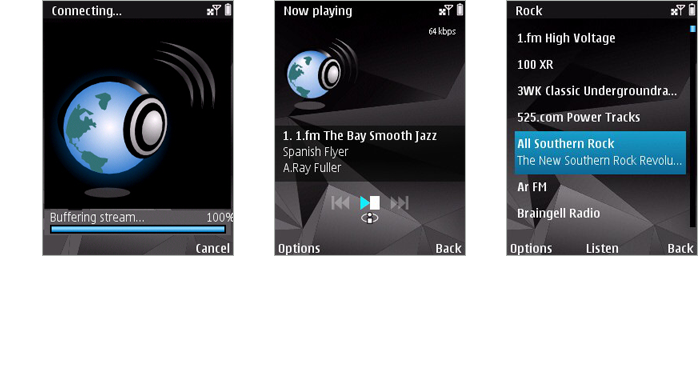 Connecting...
Buffering stream... 100%
Cancel
Now playing
64 kbps
1. 1.fm The Bay Smooth Jazz
Spanish Flyer
A.Ray Fuller
Options Back
Rock
1.fm High Voltage
100 XR
3WK Classic Undergroundra...
525.com Power Tracks
All Southern Rock
The New Southern Rock Revolu...
Ar FM
Braingell Radio
Options Listen Back